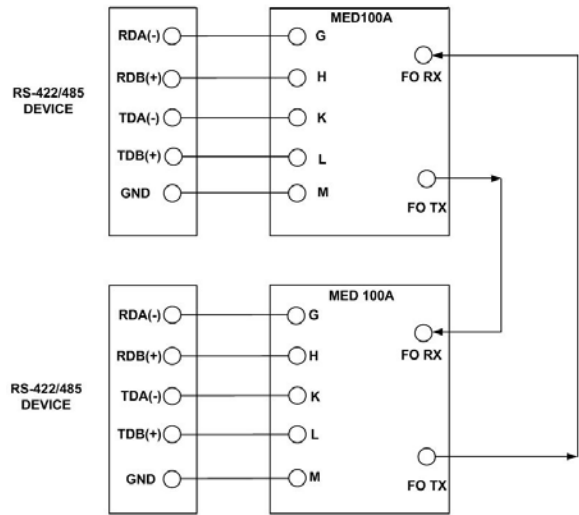 MED100A
RDA(-)
G
RDB(+)
H
FO RX
RS-422/485
DEVICE
TDA(-)
K
TDB(+)
L
GND
M
FO TX
MED 100A
RDA(-)
G
RDB(+)
H
FO RX
RS-422/485
DEVICE
TDA(-)
K
TDB(+)
L
GND
M
FO TX